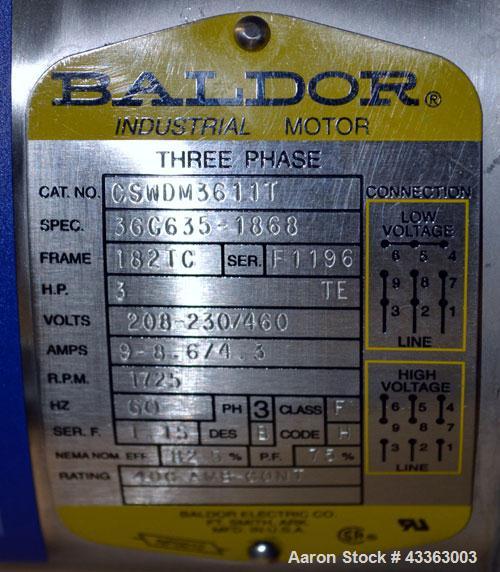 BALDOR®
INDUSTRIAL MOTOR
THREE PHASE
CAT. NO. CSWDM3611T
SPEC. 36G635-1868
FRAME 182TC SER. F1196
H.P. 3 TE
VOLTS 208-230/460
AMPS 9-8.6/4.3
R.P.M. 1725
HZ 60 PH 3 CLASS F
SER. F. 1.15 DES B CODE H
NEMA NOM. EFF. 82.5 % P.F. 75 %
RATING 40C AMB-CONT
CONNECTION
LOW
VOLTAGE
6 5 4
9 8 7
3 2 1
LINE
HIGH
VOLTAGE
6 5 4
9 8 7
3 2 1
LINE
BALDOR ELECTRIC CO.
FT. SMITH, ARK.
MFD. IN U.S.A.
Aaron Stock # 43363003